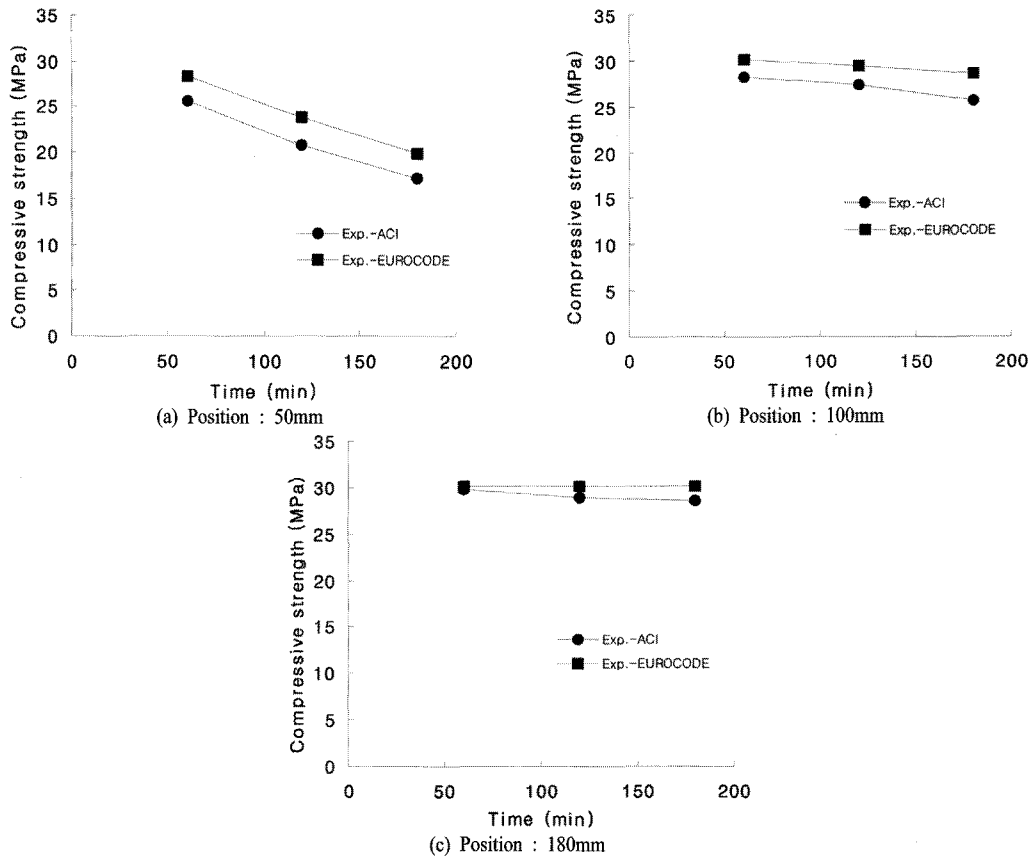 Compressive strength (MPa)
35
30
25
20
15
10
5
0
Exp.-ACI
Exp.-EUROCODE
0 50 100 150 200
Time (min)
(a) Position : 50mm
Compressive strength (MPa)
35
30
25
20
15
10
5
0
Exp.-ACI
Exp.-EUROCODE
0 50 100 150 200
Time (min)
(b) Position : 100mm
Compressive strength (MPa)
35
30
25
20
15
10
5
0
Exp.-ACI
Exp.-EUROCODE
0 50 100 150 200
Time (min)
(c) Position : 180mm